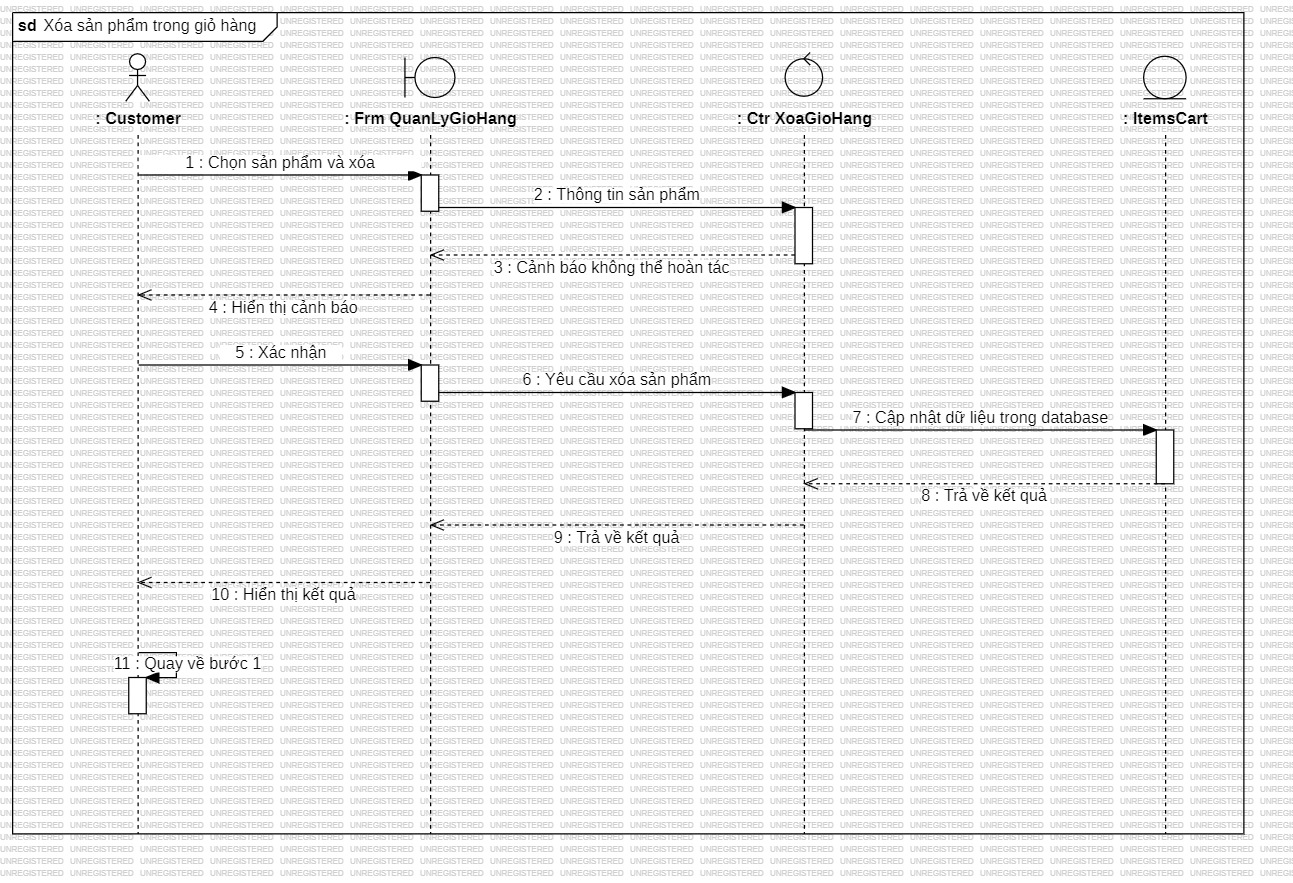 sd Xóa sản phẩm trong giỏ hàng
: Customer
: Frm QuanLyGioHang
: Ctr XoaGioHang
: ItemsCart
1 : Chọn sản phẩm và xóa
2 : Thông tin sản phẩm
3 : Cảnh báo không thể hoàn tác
4 : Hiển thị cảnh báo
5 : Xác nhận
6 : Yêu cầu xóa sản phẩm
7 : Cập nhật dữ liệu trong database
8 : Trả về kết quả
9 : Trả về kết quả
10 : Hiển thị kết quả
11 : Quay về bước 1
UNREGISTERED